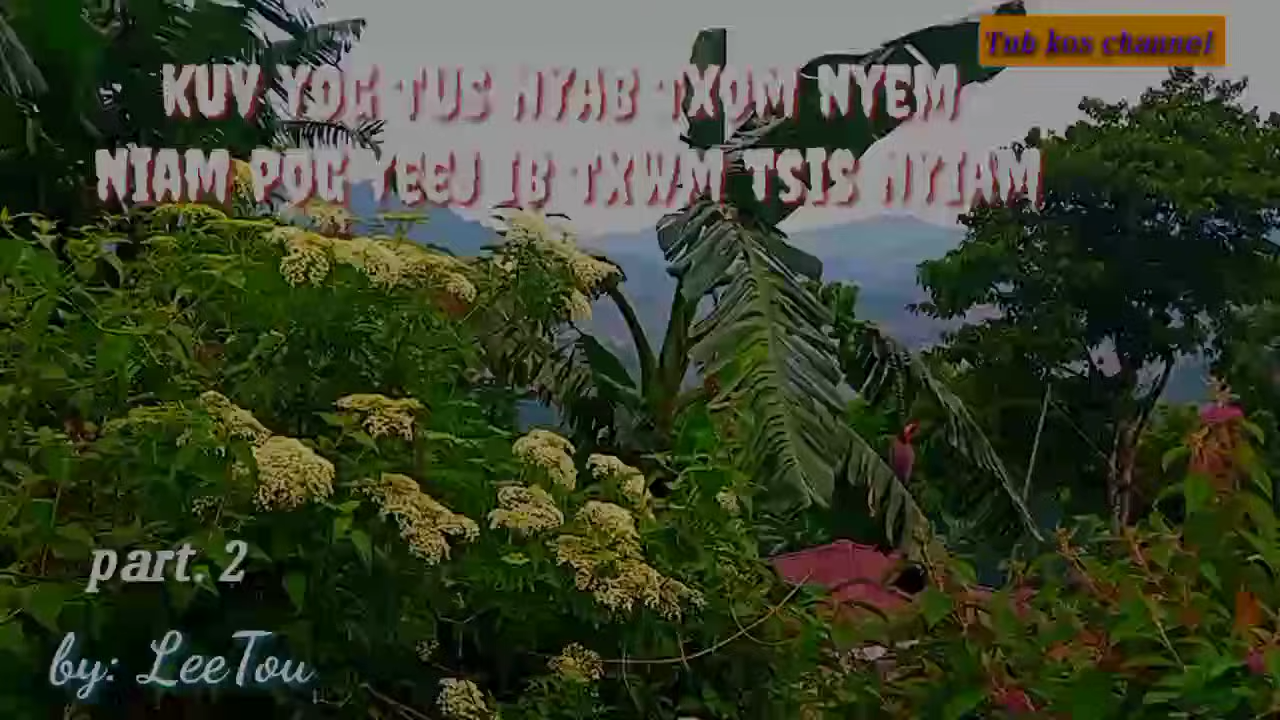 Tub kos channel
KUV YOG TUS NYAB TXOM NYEM
NIAM POG YEEJ IB TXWM TSIS NYIAM
part. 2
by: LeeTou